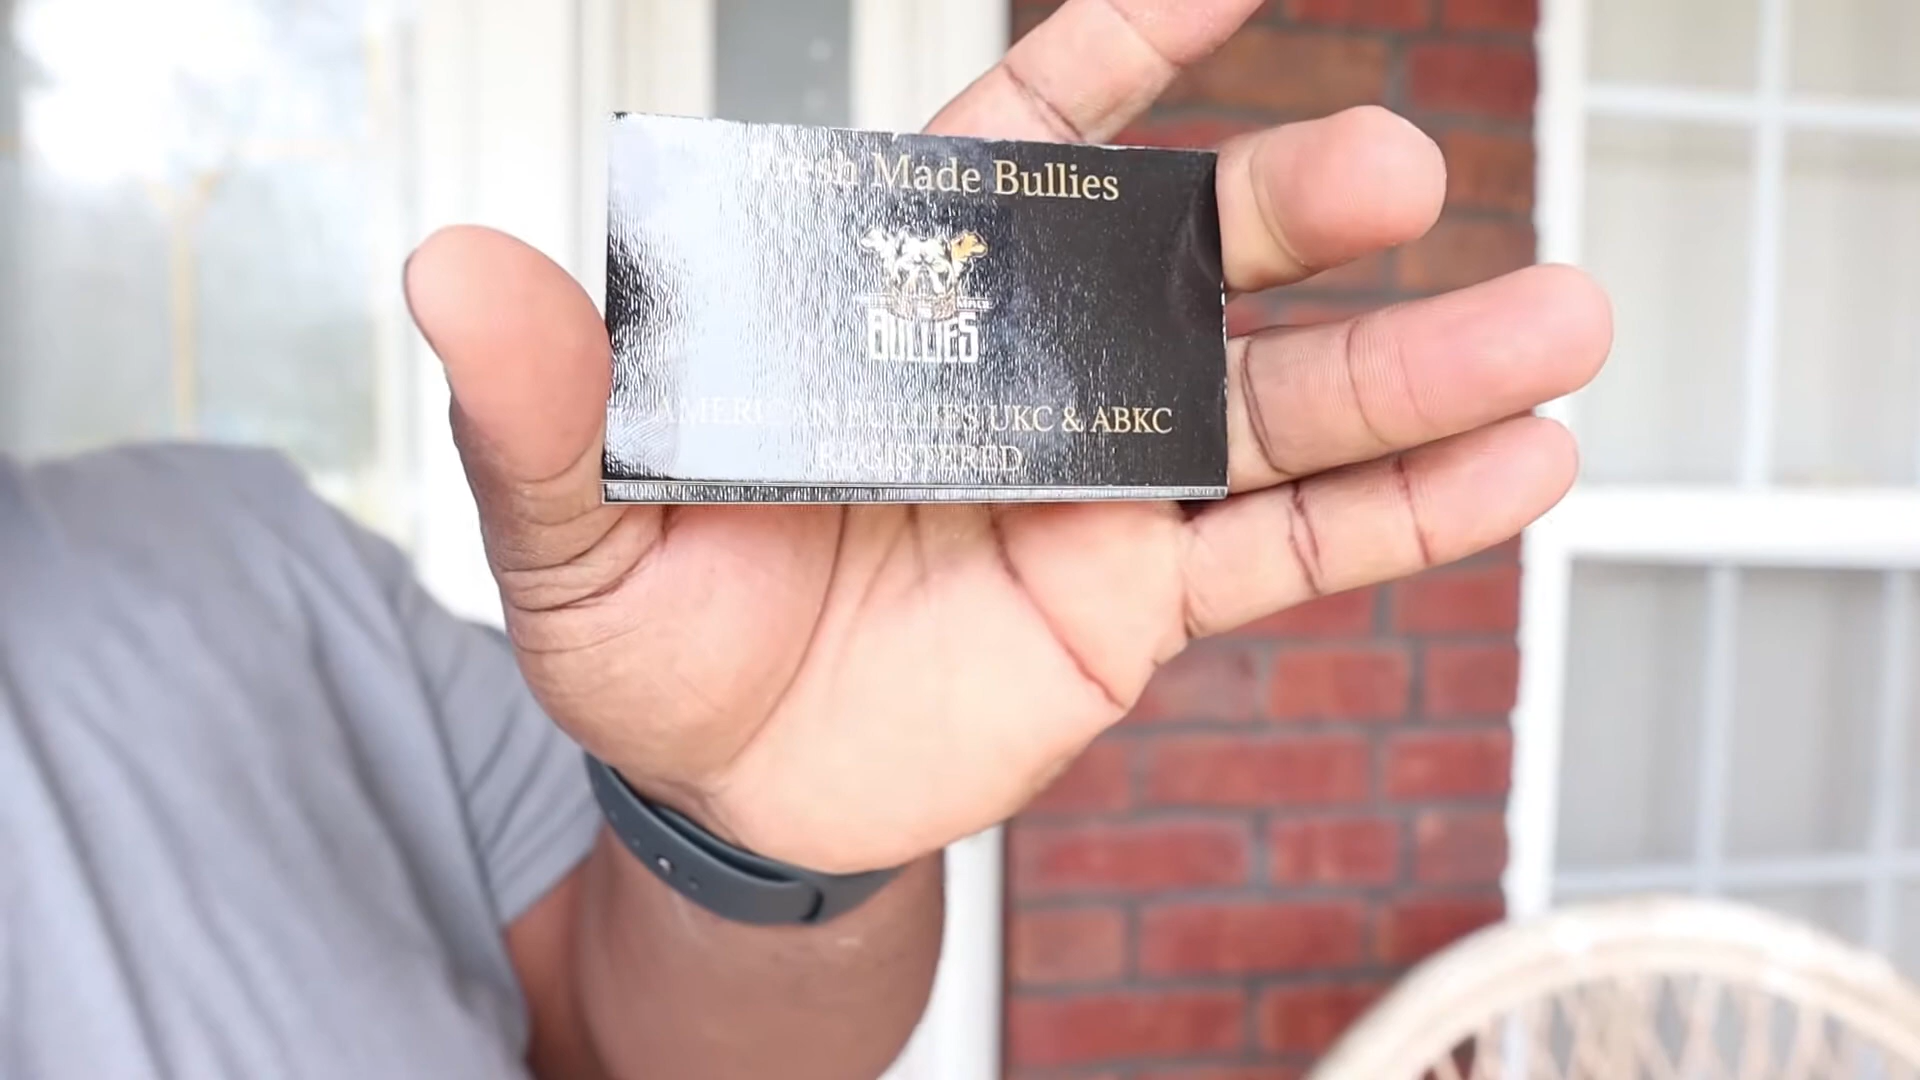 Fresh Made Bullies
BULLIES
AMERICAN BULLIES UKC & ABKC
REGISTERED